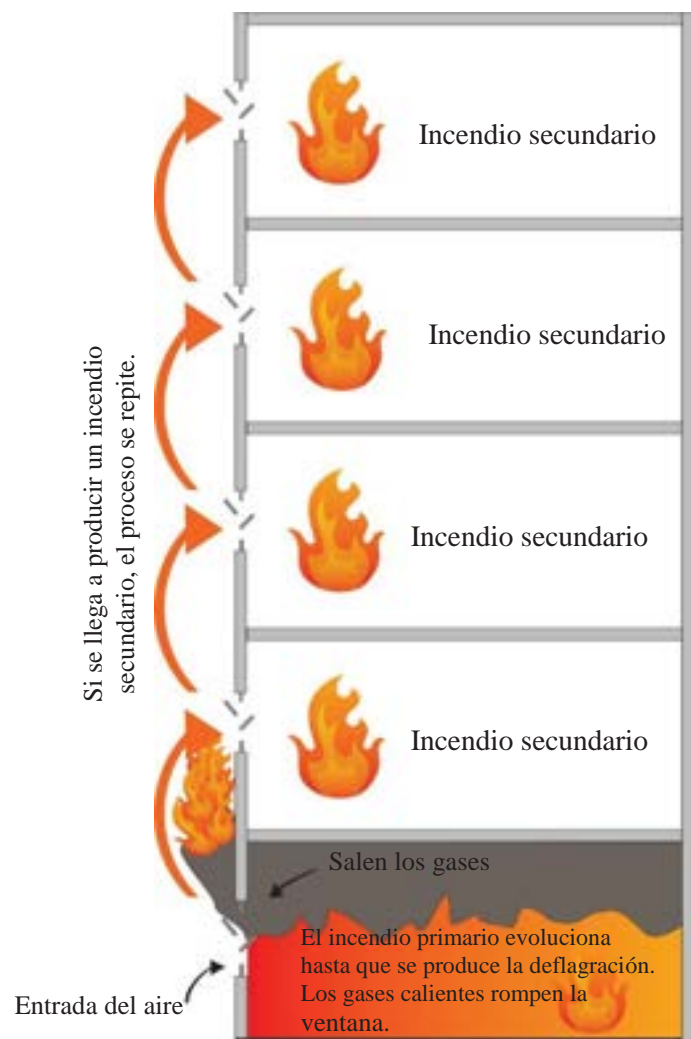 Incendio secundario
Incendio secundario
Si se llega a producir un incendio
secundario, el proceso se repite.
Incendio secundario
Incendio secundario
Salen los gases
El incendio primario evoluciona
hasta que se produce la deflagración.
Los gases calientes rompen la
ventana.
Entrada del aire